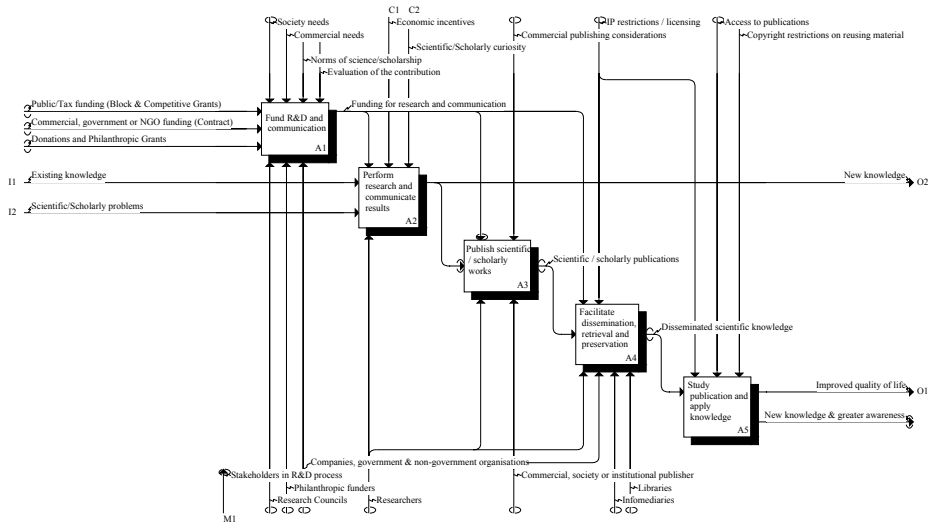 C1 C2
Society needs
Economic incentives
IP restrictions / licensing
Access to publications
Commercial needs
Commercial publishing considerations
Copyright restrictions on reusing material
Scientific/Scholarly curiosity
Norms of science/scholarship
Evaluation of the contribution
Public/Tax funding (Block & Competitive Grants)
Funding for research and communication
Fund R&D and
communication
A1
Commercial, government or NGO funding (Contract)
Donations and Philanthropic Grants
I1 Existing knowledge
New knowledge O2
Perform
research and
communicate
results
A2
I2 Scientific/Scholarly problems
Publish scientific
/ scholarly
works
A3
Scientific / scholarly publications
Facilitate
dissemination,
retrieval and
preservation
A4
Disseminated scientific knowledge
Study
publication and
apply
knowledge
A5
Improved quality of life O1
New knowledge & greater awareness
Companies, government & non-government organisations
Stakeholders in R&D process
Commercial, society or institutional publisher
Philanthropic funders
Libraries
Research Councils
Researchers
Infomediaries
M1